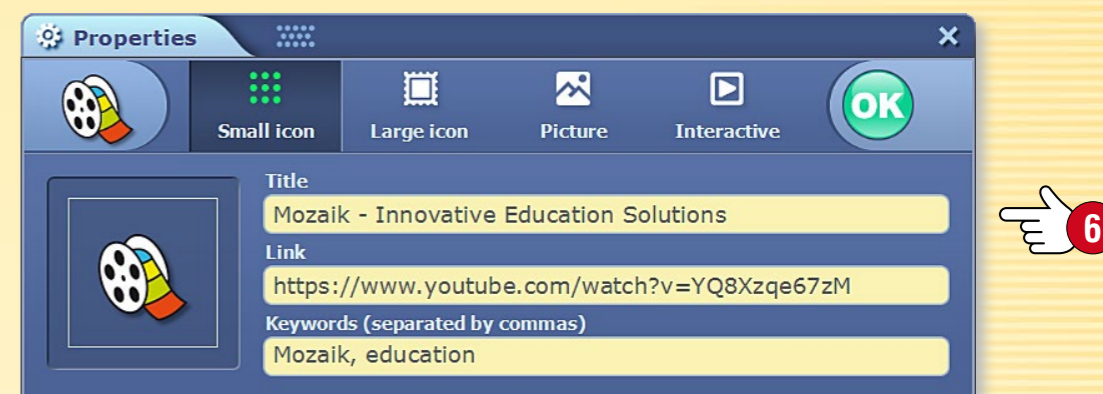 Properties
Small icon
Large icon
Picture
Interactive
OK
Title
Mozaik - Innovative Education Solutions
6
Link
https://www.youtube.com/watch?v=YQ8Xzqe67zM
Keywords (separated by commas)
Mozaik, education